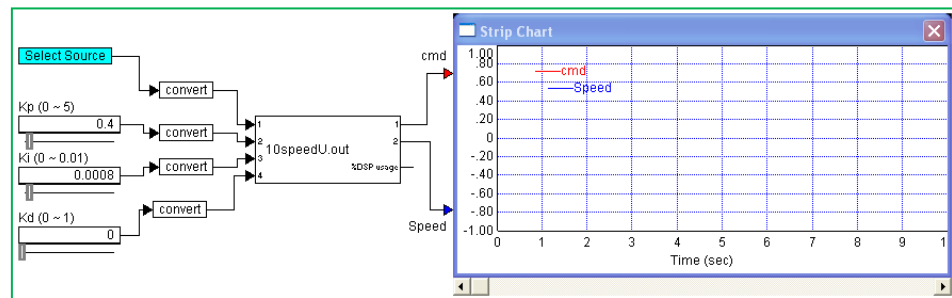 Select Source
convert
Kp (0 ~ 5)
0.4
convert
Ki (0 ~ 0.01)
0.0008
convert
Kd (0 ~ 1)
0
convert
1
2
3
4
10speedU.out
1
2
%DSP usage
cmd
Speed
Strip Chart
cmd
Speed
1.00
.80
.60
.40
.20
0
-.20
-.40
-.60
-.80
-1.00
0 1 2 3 4 5 6 7 8 9 1
Time (sec)